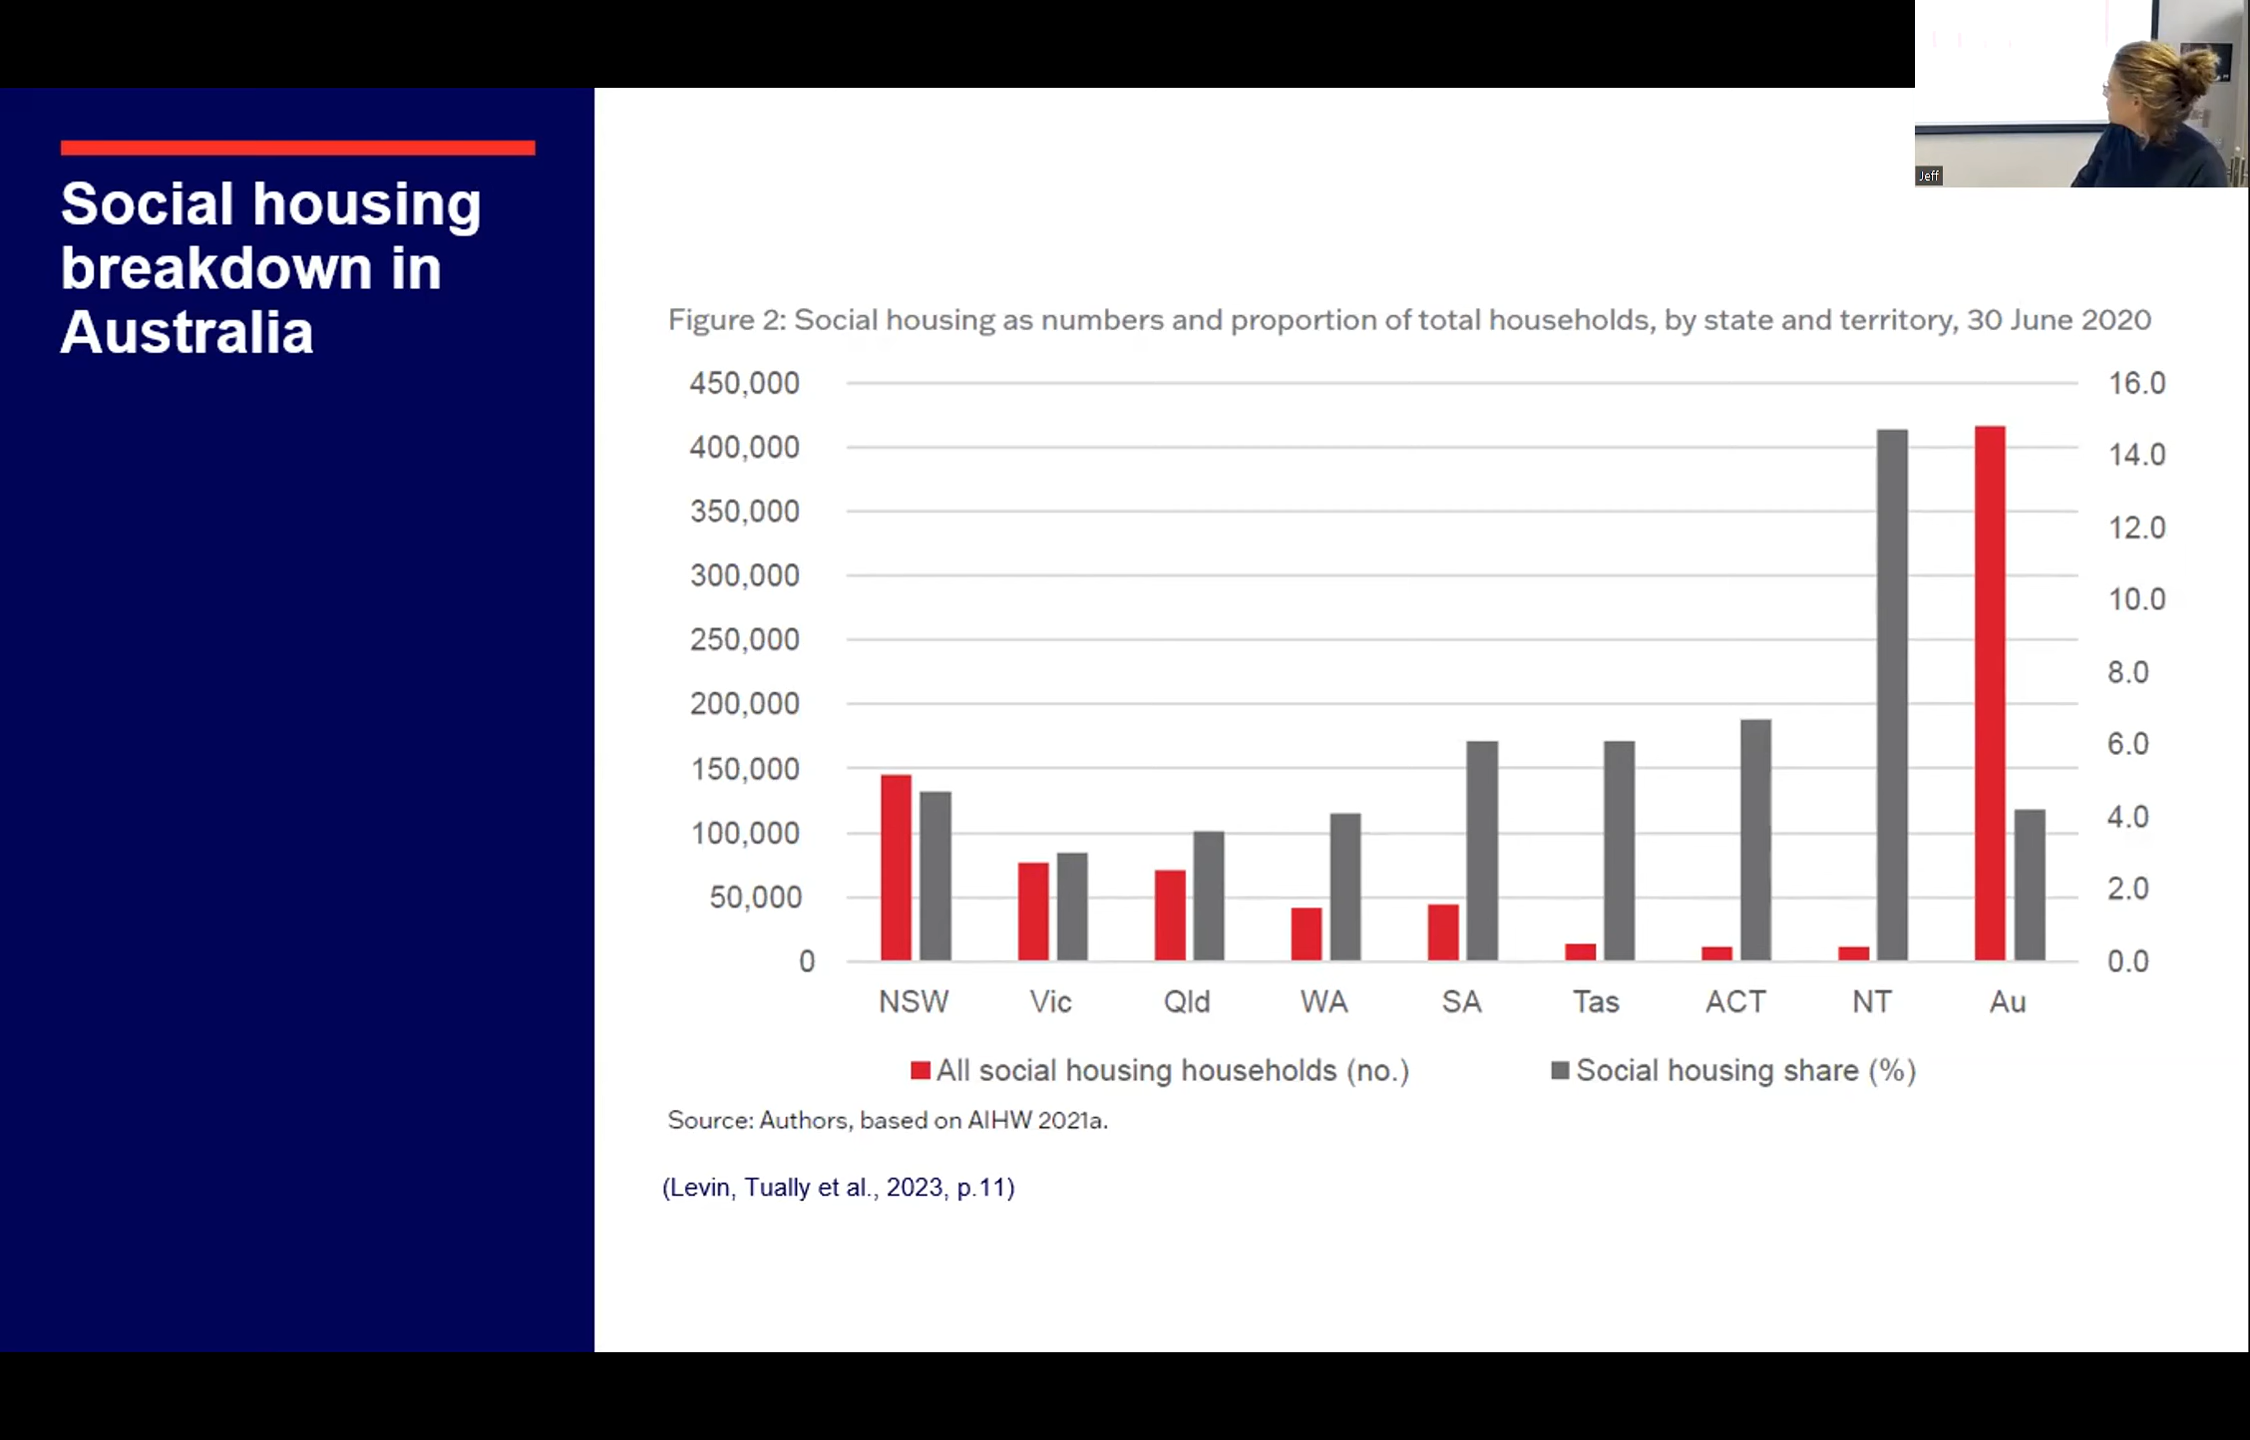 Jeff
Social housing
breakdown in
Australia
Figure 2: Social housing as numbers and proportion of total households, by state and territory, 30 June 2020
450,000 16.0
400,000 14.0
350,000 12.0
300,000 10.0
250,000 8.0
200,000 6.0
150,000 4.0
100,000 2.0
50,000 0.0
0
NSW Vic Qld WA SA Tas ACT NT Au
All social housing households (no.) Social housing share (%)
Source: Authors, based on AIHW 2021a.
(Levin, Tually et al., 2023, p.11)